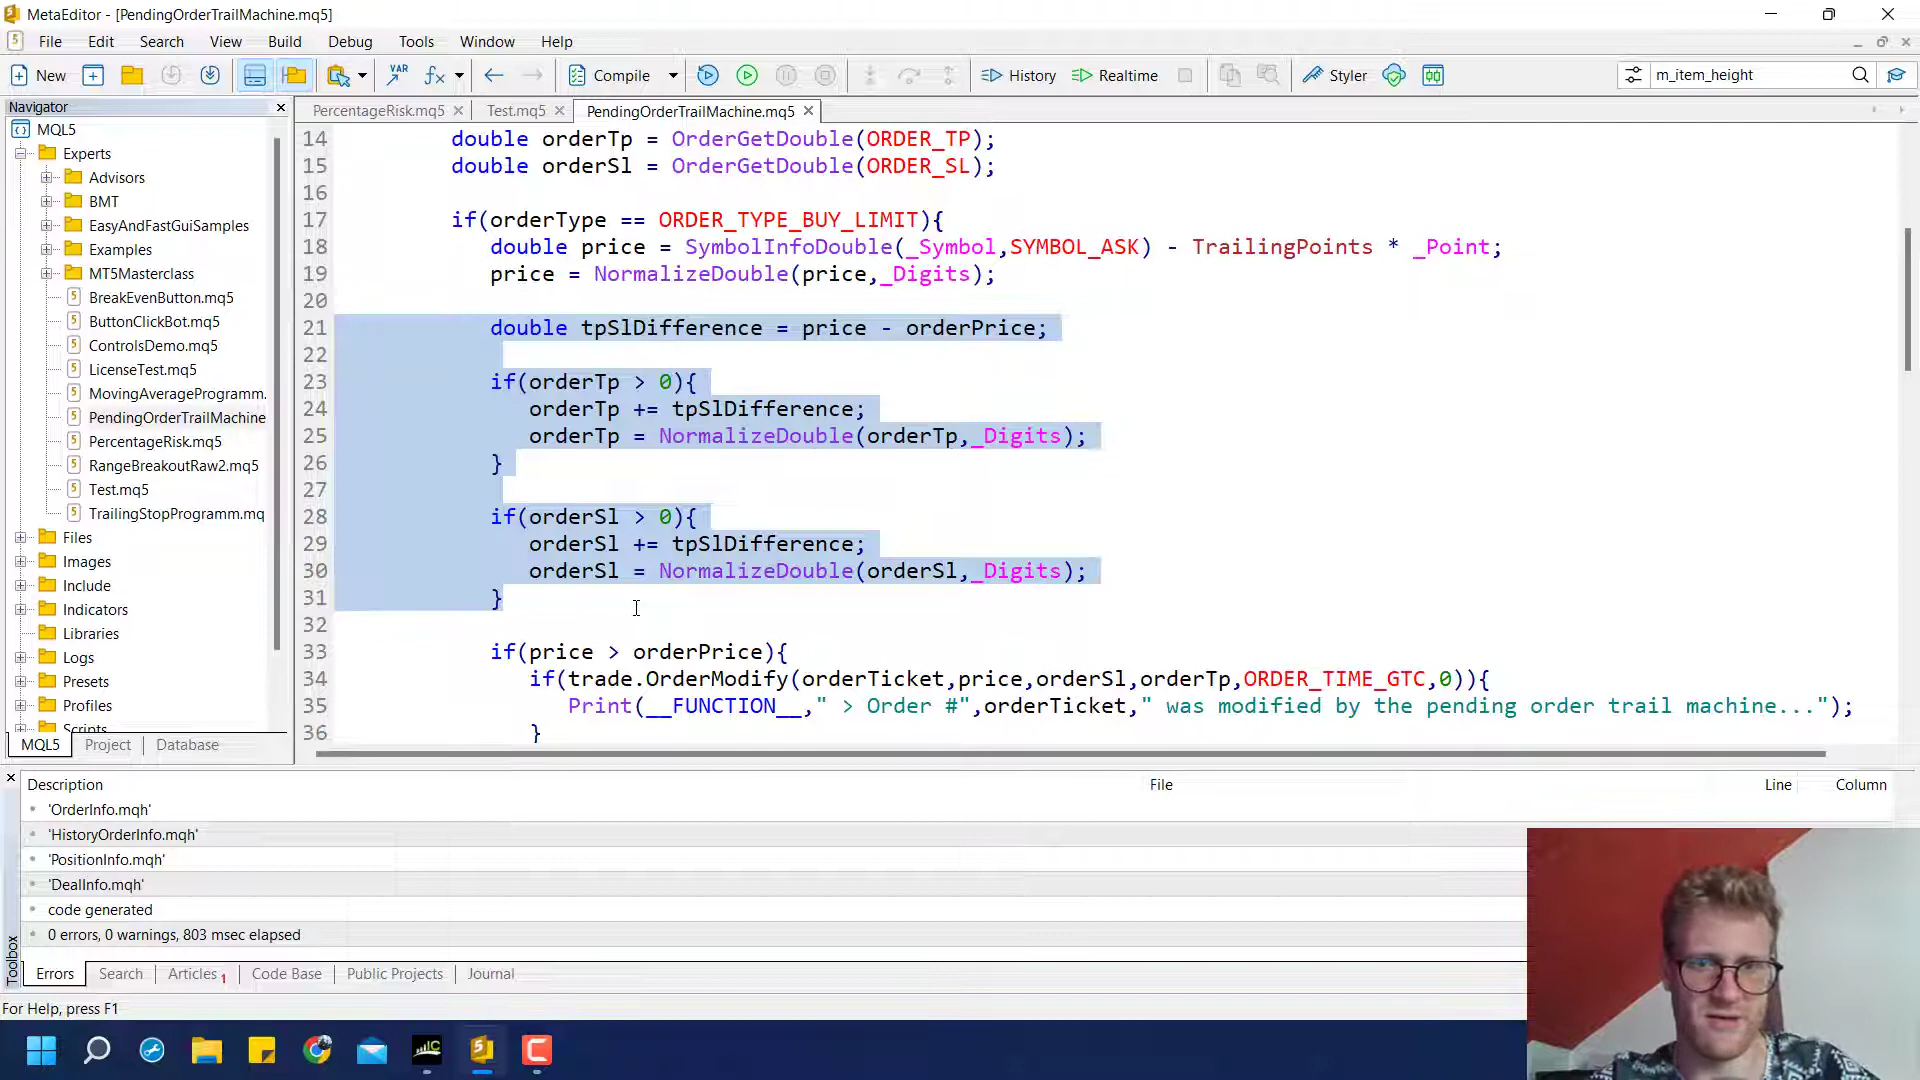 MetaEditor - [PendingOrderTrailMachine.mq5]
File Edit Search View Build Debug Tools Window Help
New VAR Compile History Realtime Styler m_item_height
Navigator
MQL5
Experts
Advisors
BMT
EasyAndFastGuiSamples
Examples
MT5Masterclass
BreakEvenButton.mq5
ButtonClickBot.mq5
ControlsDemo.mq5
LicenseTest.mq5
MovingAverageProgramm.
PendingOrderTrailMachine
PercentageRisk.mq5
RangeBreakoutRaw2.mq5
Test.mq5
TrailingStopProgramm.mq
Files
Images
Include
Indicators
Libraries
Logs
Presets
Profiles
Scripts
MQL5 Project Database
PercentageRisk.mq5 Test.mq5 PendingOrderTrailMachine.mq5
14 double orderTp = OrderGetDouble(ORDER_TP);
15 double orderSl = OrderGetDouble(ORDER_SL);
16
17 if(orderType == ORDER_TYPE_BUY_LIMIT){
18 double price = SymbolInfoDouble(_Symbol,SYMBOL_ASK) - TrailingPoints * _Point;
19 price = NormalizeDouble(price,_Digits);
20
21 double tpSlDifference = price - orderPrice;
22
23 if(orderTp > 0){
24 orderTp += tpSlDifference;
25 orderTp = NormalizeDouble(orderTp,_Digits);
26 }
27
28 if(orderSl > 0){
29 orderSl += tpSlDifference;
30 orderSl = NormalizeDouble(orderSl,_Digits);
31 }
32
33 if(price > orderPrice){
34 if(trade.OrderModify(orderTicket,price,orderSl,orderTp,ORDER_TIME_GTC,0)){
35 Print(__FUNCTION__," > Order #",orderTicket," was modified by the pending order trail machine...");
36 }
Description File Line Column
'OrderInfo.mqh'
'HistoryOrderInfo.mqh'
'PositionInfo.mqh'
'DealInfo.mqh'
code generated
0 errors, 0 warnings, 803 msec elapsed
Toolbox
Errors Search Articles 1 Code Base Public Projects Journal
For Help, press F1